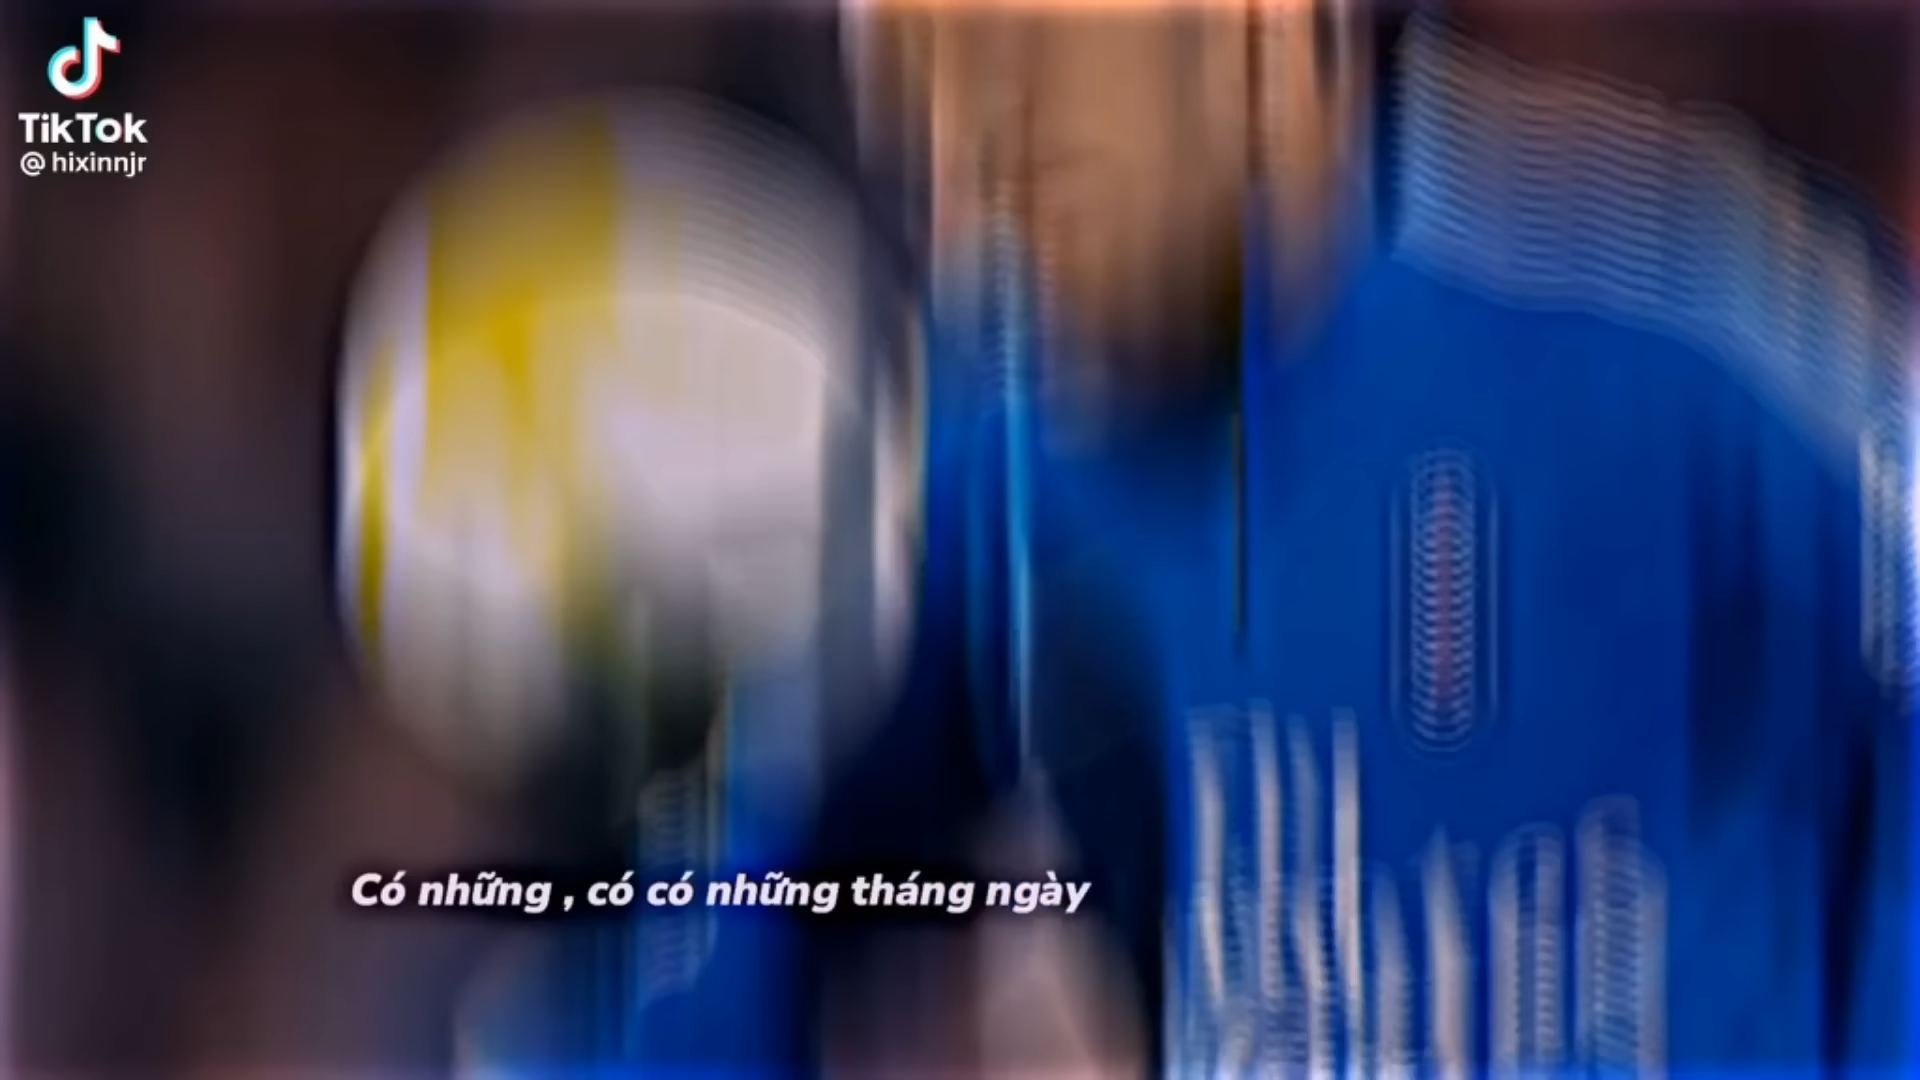 TikTok
@ hixinnjr
Có những , có có những tháng ngày